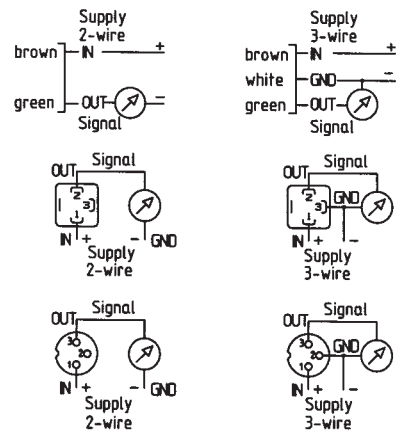 Supply
2-wire
brown IN +
green OUT –
Signal
Supply
3-wire
brown IN +
white GND –
green OUT
Signal
OUT Signal
2
3
1
IN + – GND
Supply
2-wire
OUT Signal
2
3 GND
1
IN + –
Supply
3-wire
OUT Signal
3
2
1
IN + – GND
Supply
2-wire
OUT Signal
3
2 GND
1
IN + –
Supply
3-wire